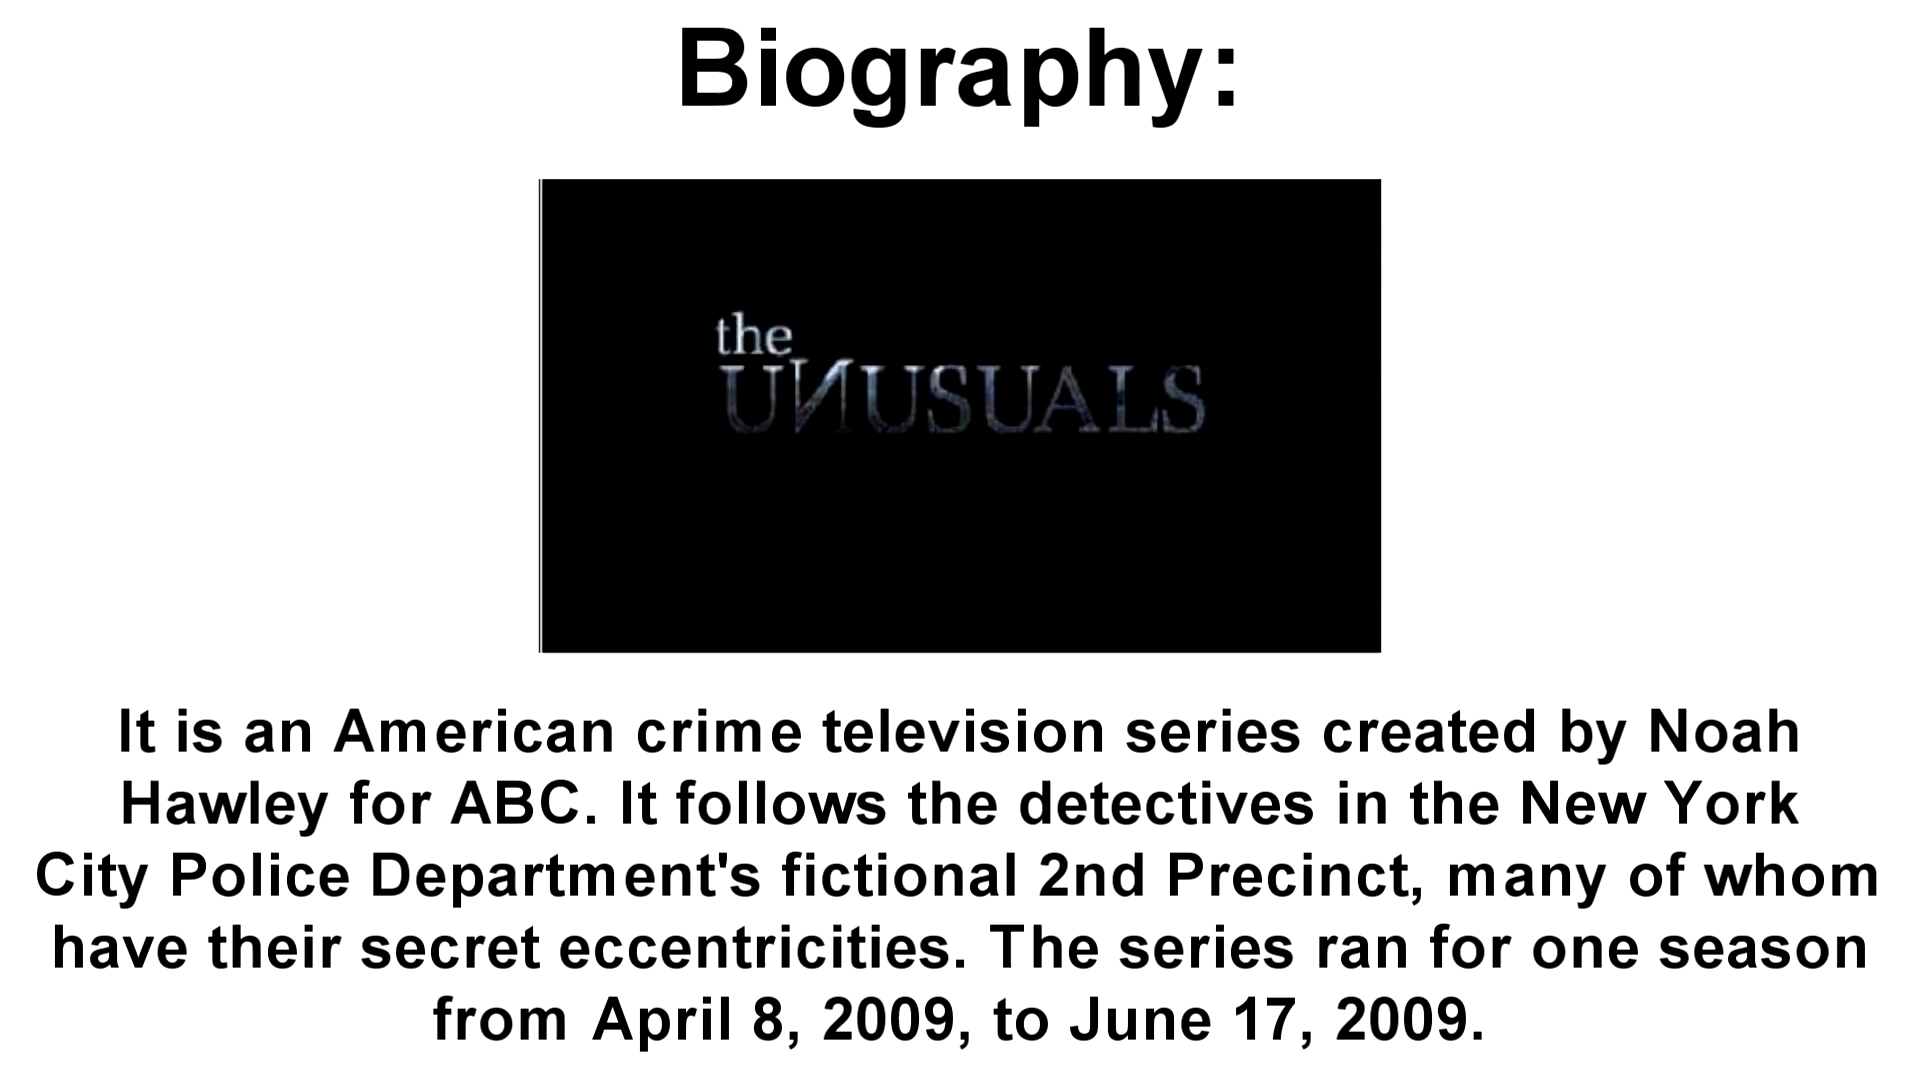 Biography:
the
UNUSUALS
It is an American crime television series created by Noah
Hawley for ABC. It follows the detectives in the New York
City Police Department's fictional 2nd Precinct, many of whom
have their secret eccentricities. The series ran for one season
from April 8, 2009, to June 17, 2009.